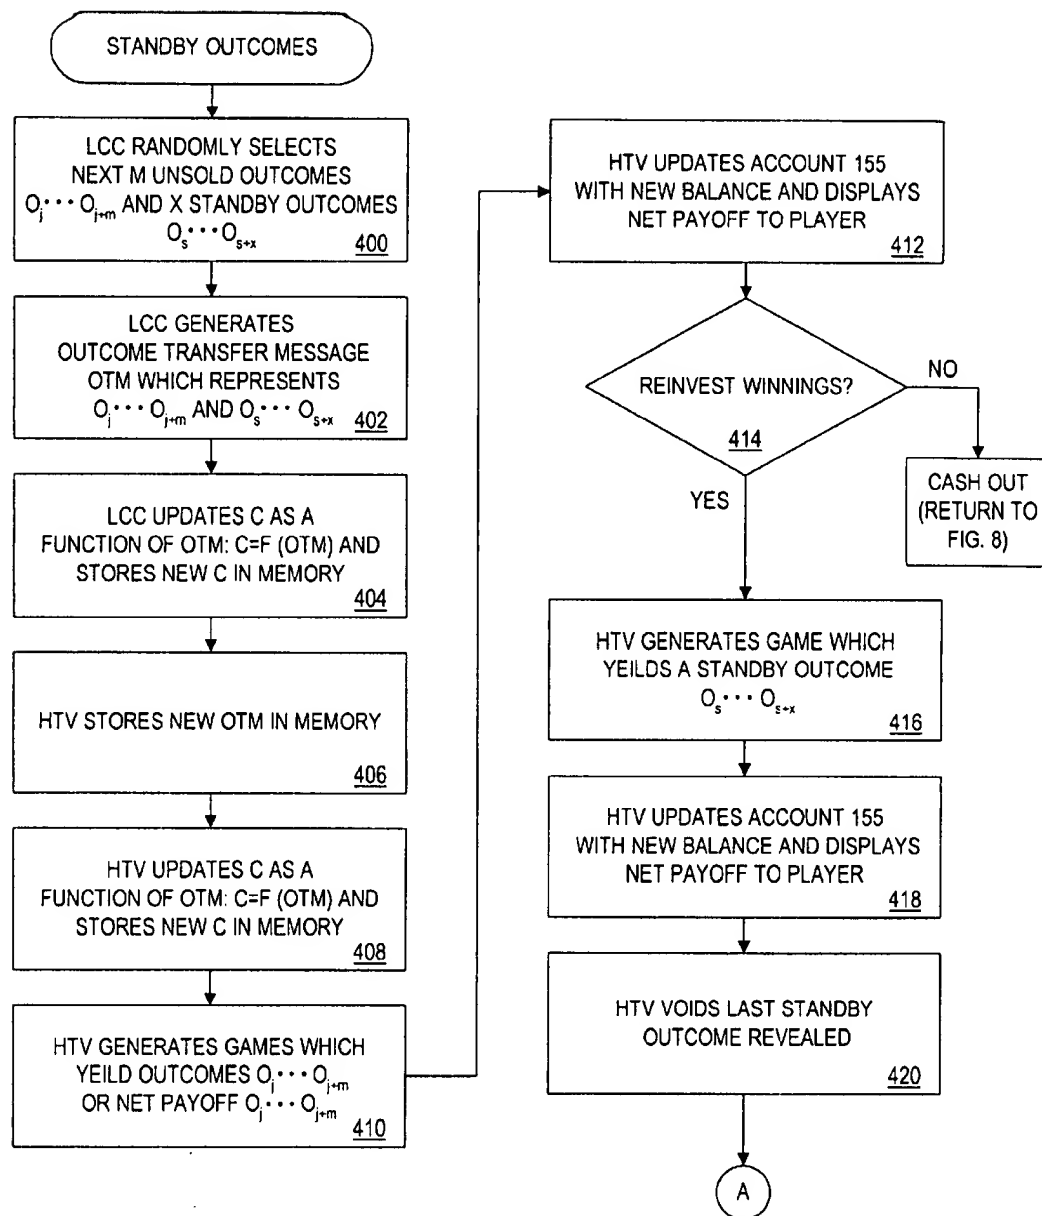 STANDBY OUTCOMES
LCC RANDOMLY SELECTS
NEXT M UNSOLD OUTCOMES
Oj··· Oj+m AND X STANDBY OUTCOMES
Os··· Os+x
400
LCC GENERATES
OUTCOME TRANSFER MESSAGE
OTM WHICH REPRESENTS
Oj··· Oj+m AND Os··· Os+x
402
LCC UPDATES C AS A
FUNCTION OF OTM: C=F (OTM) AND
STORES NEW C IN MEMORY
404
HTV STORES NEW OTM IN MEMORY
406
HTV UPDATES C AS A
FUNCTION OF OTM: C=F (OTM) AND
STORES NEW C IN MEMORY
408
HTV GENERATES GAMES WHICH
YEILD OUTCOMES Oj··· Oj+m
OR NET PAYOFF Oj··· Oj+m
410
HTV UPDATES ACCOUNT 155
WITH NEW BALANCE AND DISPLAYS
NET PAYOFF TO PLAYER
412
REINVEST WINNINGS?
414
NO
YES
CASH OUT
(RETURN TO
FIG. 8)
HTV GENERATES GAME WHICH
YEILDS A STANDBY OUTCOME
Os··· Os+x
416
HTV UPDATES ACCOUNT 155
WITH NEW BALANCE AND DISPLAYS
NET PAYOFF TO PLAYER
418
HTV VOIDS LAST STANDBY
OUTCOME REVEALED
420
A